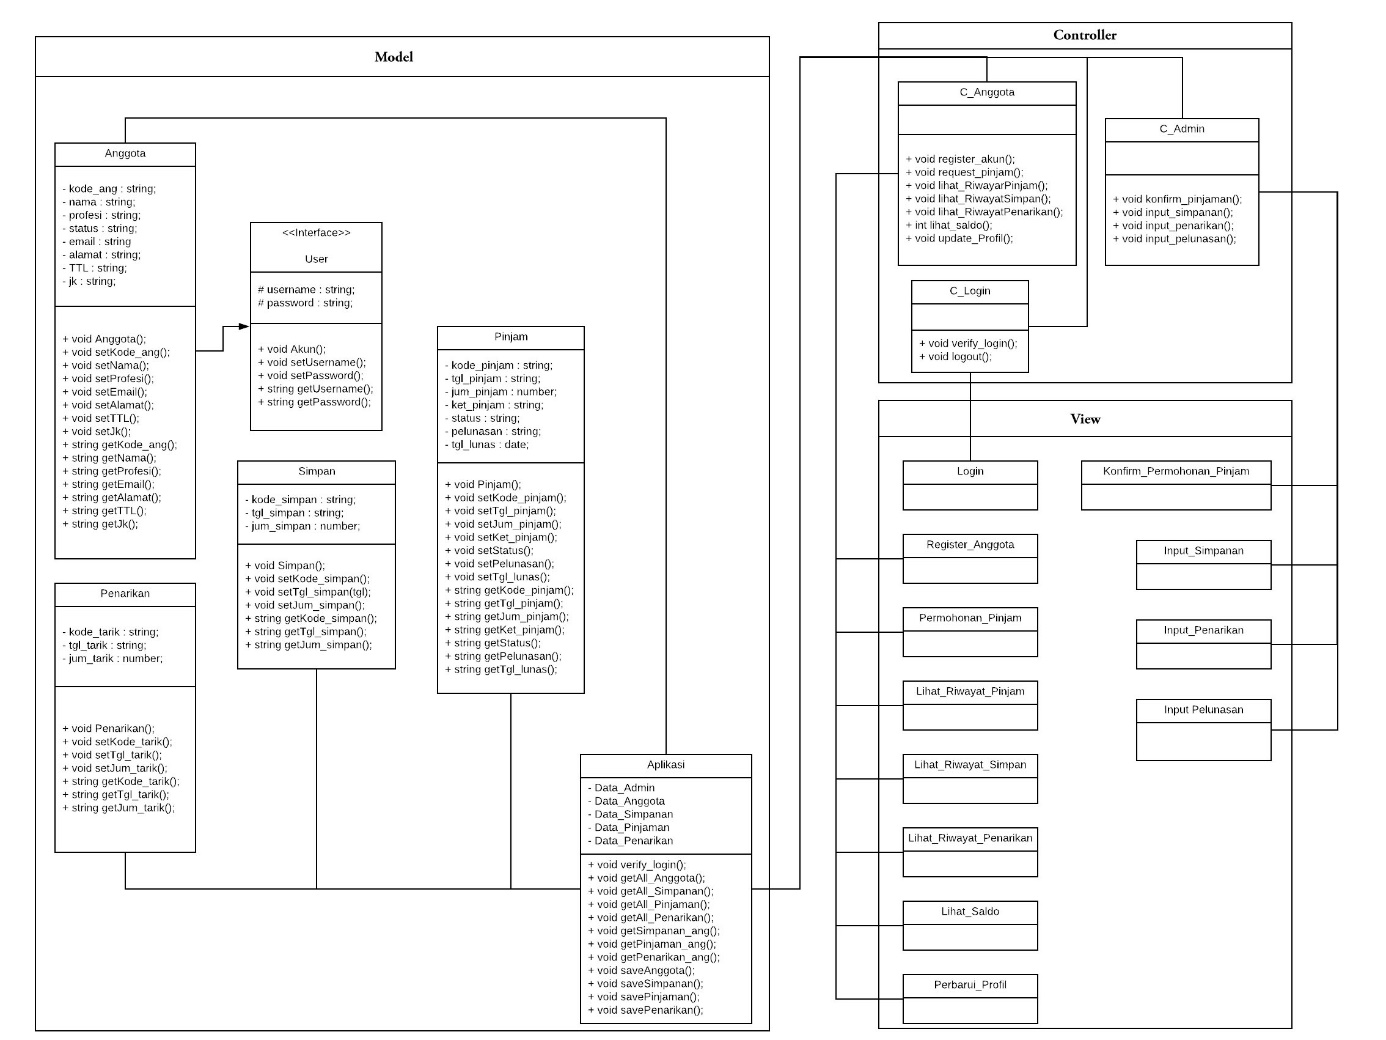 Model
Anggota
- kode_ang : string;
- nama : string;
- profesi : string;
- status : string;
- email : string
- alamat : string;
- TTL : string;
- jk : string;
+ void Anggota();
+ void setKode_ang();
+ void setNama();
+ void setProfesi();
+ void setEmail();
+ void setAlamat();
+ void setTTL();
+ void setJk();
+ string getKode_ang();
+ string getNama();
+ string getProfesi();
+ string getEmail();
+ string getAlamat();
+ string getTTL();
+ string getJk();
<<Interface>>
User
# username : string;
# password : string;
+ void Akun();
+ void setUsername();
+ void setPassword();
+ string getUsername();
+ string getPassword();
Pinjam
- kode_pinjam : string;
- tgl_pinjam : string;
- jum_pinjam : number;
- ket_pinjam : string;
- status : string;
- pelunasan : string;
- tgl_lunas : date;
+ void Pinjam();
+ void setKode_pinjam();
+ void setTgl_pinjam();
+ void setJum_pinjam();
+ void setKet_pinjam();
+ void setStatus();
+ void setPelunasan();
+ void setTgl_lunas();
+ string getKode_pinjam();
+ string getTgl_pinjam();
+ string getJum_pinjam();
+ string getKet_pinjam();
+ string getStatus();
+ string getPelunasan();
+ string getTgl_lunas();
Simpan
- kode_simpan : string;
- tgl_simpan : string;
- jum_simpan : number;
+ void Simpan();
+ void setKode_simpan();
+ void setTgl_simpan(tgl);
+ void setJum_simpan();
+ string getKode_simpan();
+ string getTgl_simpan();
+ string getJum_simpan();
Penarikan
- kode_tarik : string;
- tgl_tarik : string;
- jum_tarik : number;
+ void Penarikan();
+ void setKode_tarik();
+ void setTgl_tarik();
+ void setJum_tarik();
+ string getKode_tarik();
+ string getTgl_tarik();
+ string getJum_tarik();
Aplikasi
- Data_Admin
- Data_Anggota
- Data_Simpanan
- Data_Pinjaman
- Data_Penarikan
+ void verify_login();
+ void getAll_Anggota();
+ void getAll_Simpanan();
+ void getAll_Pinjaman();
+ void getAll_Penarikan();
+ void getSimpanan_ang();
+ void getPinjaman_ang();
+ void getPenarikan_ang();
+ void saveAnggota();
+ void saveSimpanan();
+ void savePinjaman();
+ void savePenarikan();
Controller
C_Anggota
+ void register_akun();
+ void request_pinjam();
+ void lihat_RiwayarPinjam();
+ void lihat_RiwayatSimpan();
+ void lihat_RiwayatPenarikan();
+ int lihat_saldo();
+ void update_Profil();
C_Admin
+ void konfirm_pinjaman();
+ void input_simpanan();
+ void input_penarikan();
+ void input_pelunasan();
C_Login
+ void verify_login();
+ void logout();
View
Login
Register_Anggota
Permohonan_Pinjam
Lihat_Riwayat_Pinjam
Lihat_Riwayat_Simpan
Lihat_Riwayat_Penarikan
Lihat_Saldo
Perbarui_Profil
Konfirm_Permohonan_Pinjam
Input_Simpanan
Input_Penarikan
Input Pelunasan